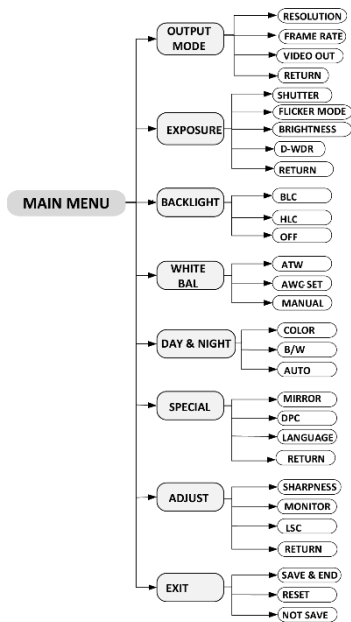 MAIN MENU
OUTPUT
MODE
RESOLUTION
FRAME RATE
VIDEO OUT
RETURN
EXPOSURE
SHUTTER
FLICKER MODE
BRIGHTNESS
D-WDR
RETURN
BACKLIGHT
BLC
HLC
OFF
WHITE
BAL
ATW
AWC SET
MANUAL
DAY & NIGHT
COLOR
B/W
AUTO
SPECIAL
MIRROR
DPC
LANGUAGE
RETURN
ADJUST
SHARPNESS
MONITOR
LSC
RETURN
EXIT
SAVE & END
RESET
NOT SAVE